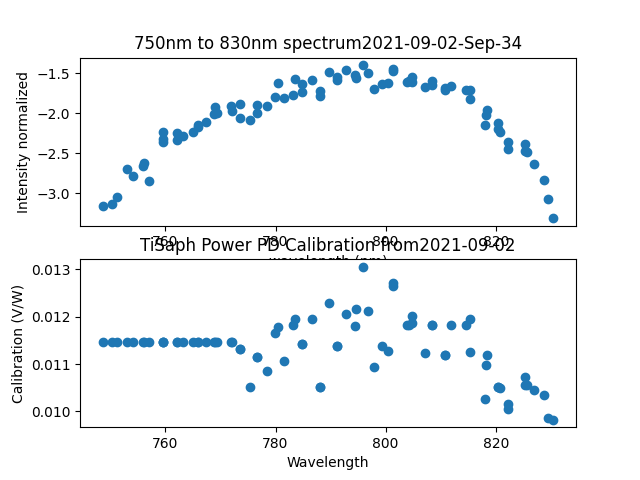 750nm to 830nm spectrum2021-09-02-Sep-34
Intensity normalized
−1.5
−2.0
−2.5
−3.0
760 780 800 820
wavelength (nm)
TiSaph Power PD Calibration from2021-09-02
Calibration (V/W)
0.013
0.012
0.011
0.010
760 780 800 820
Wavelength